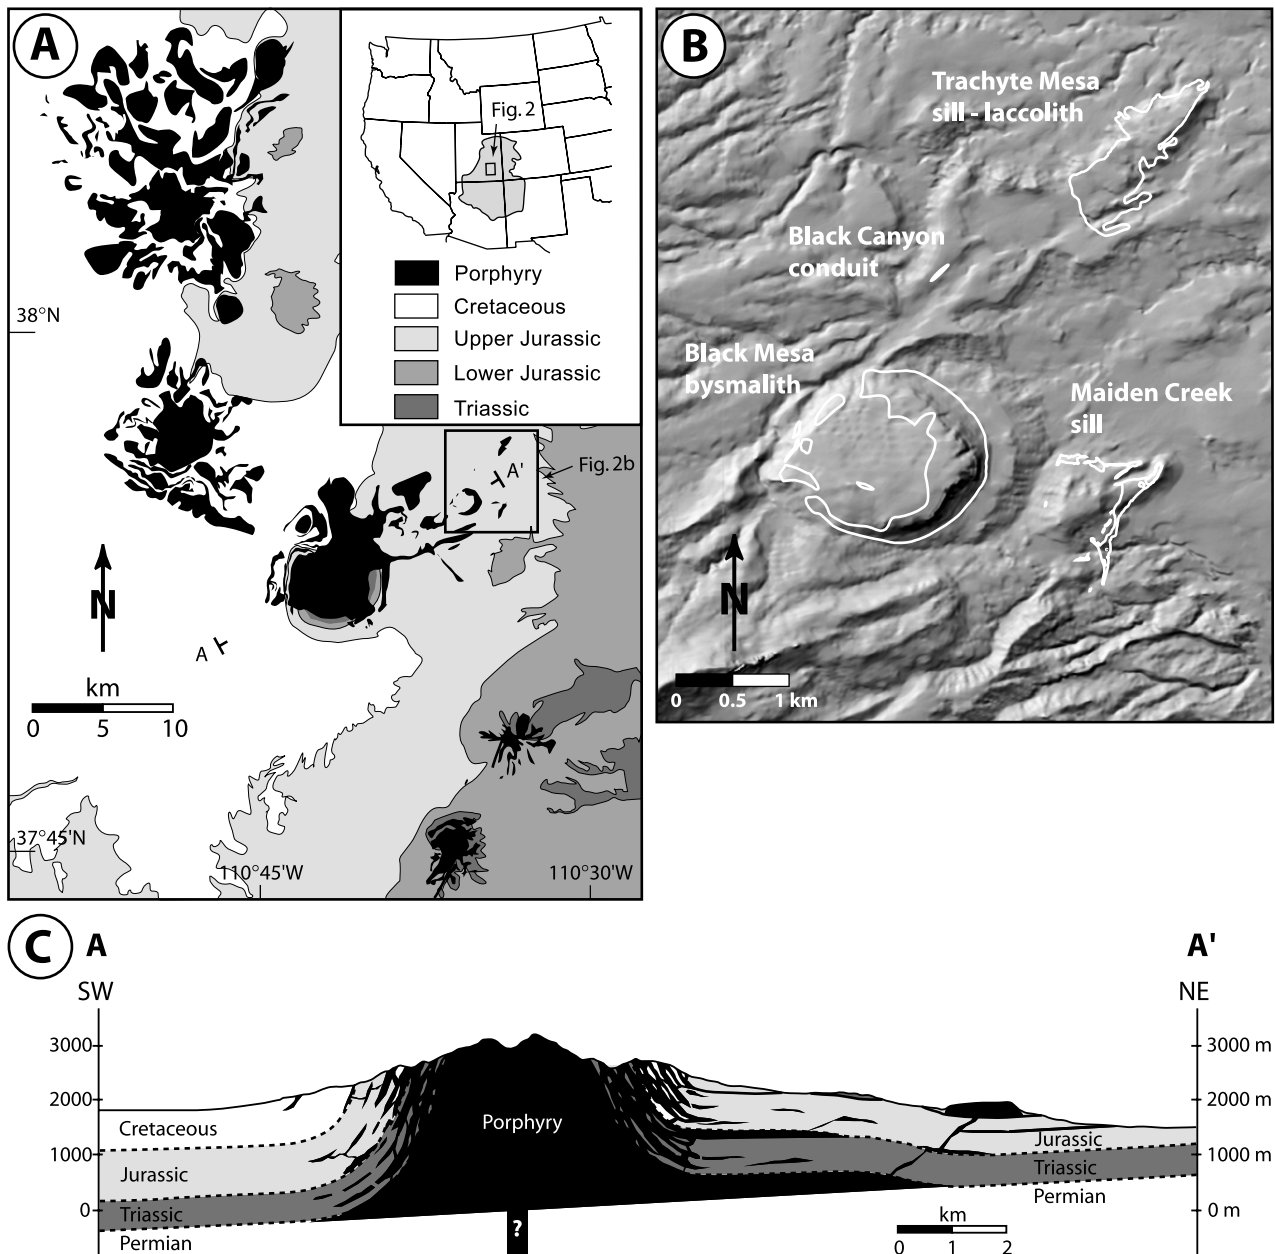 A
Fig. 2
Porphyry
Cretaceous
Upper Jurassic
Lower Jurassic
Triassic
38°N
A'
Fig. 2b
N
A
km
0 5 10
37°45'N
110°45'W
110°30'W
B
Trachyte Mesa
sill - laccolith
Black Canyon
conduit
Black Mesa
bysmalith
Maiden Creek
sill
N
0 0.5 1 km
C
A
A'
SW
NE
3000
3000 m
2000
2000 m
Porphyry
Cretaceous
Jurassic
1000
1000 m
Jurassic
Triassic
Permian
0
0 m
Triassic
Permian
?
km
0 1 2